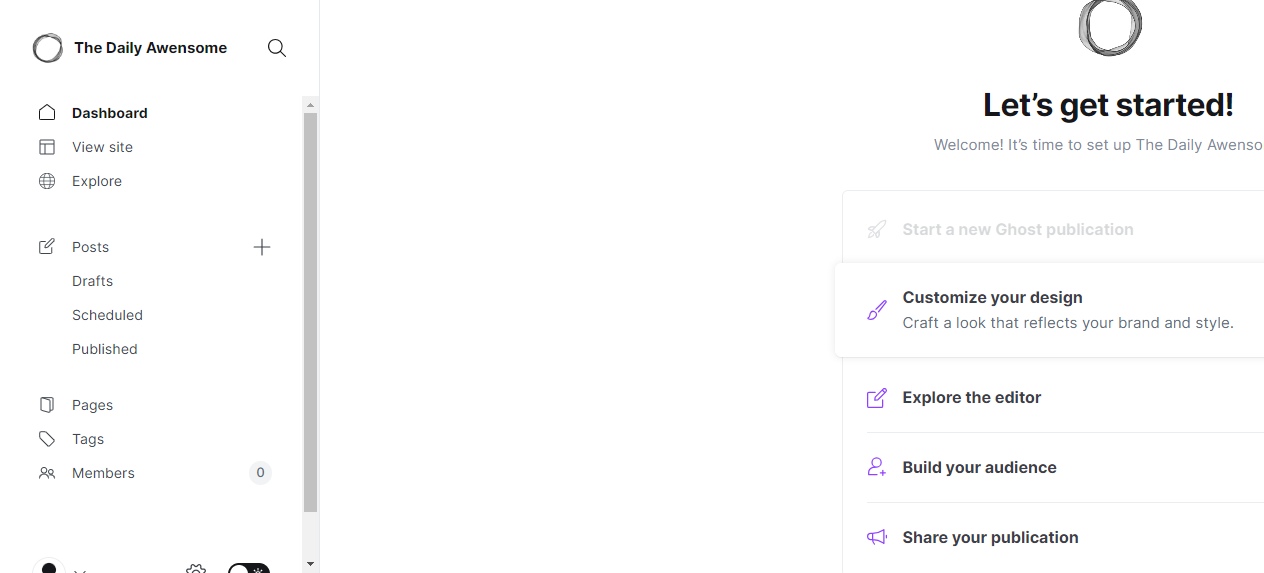 The Daily Awensome
Dashboard
View site
Explore
Posts
Drafts
Scheduled
Published
Pages
Tags
Members 0
Let’s get started!
Welcome! It’s time to set up The Daily Awenso
Start a new Ghost publication
Customize your design
Craft a look that reflects your brand and style.
Explore the editor
Build your audience
Share your publication